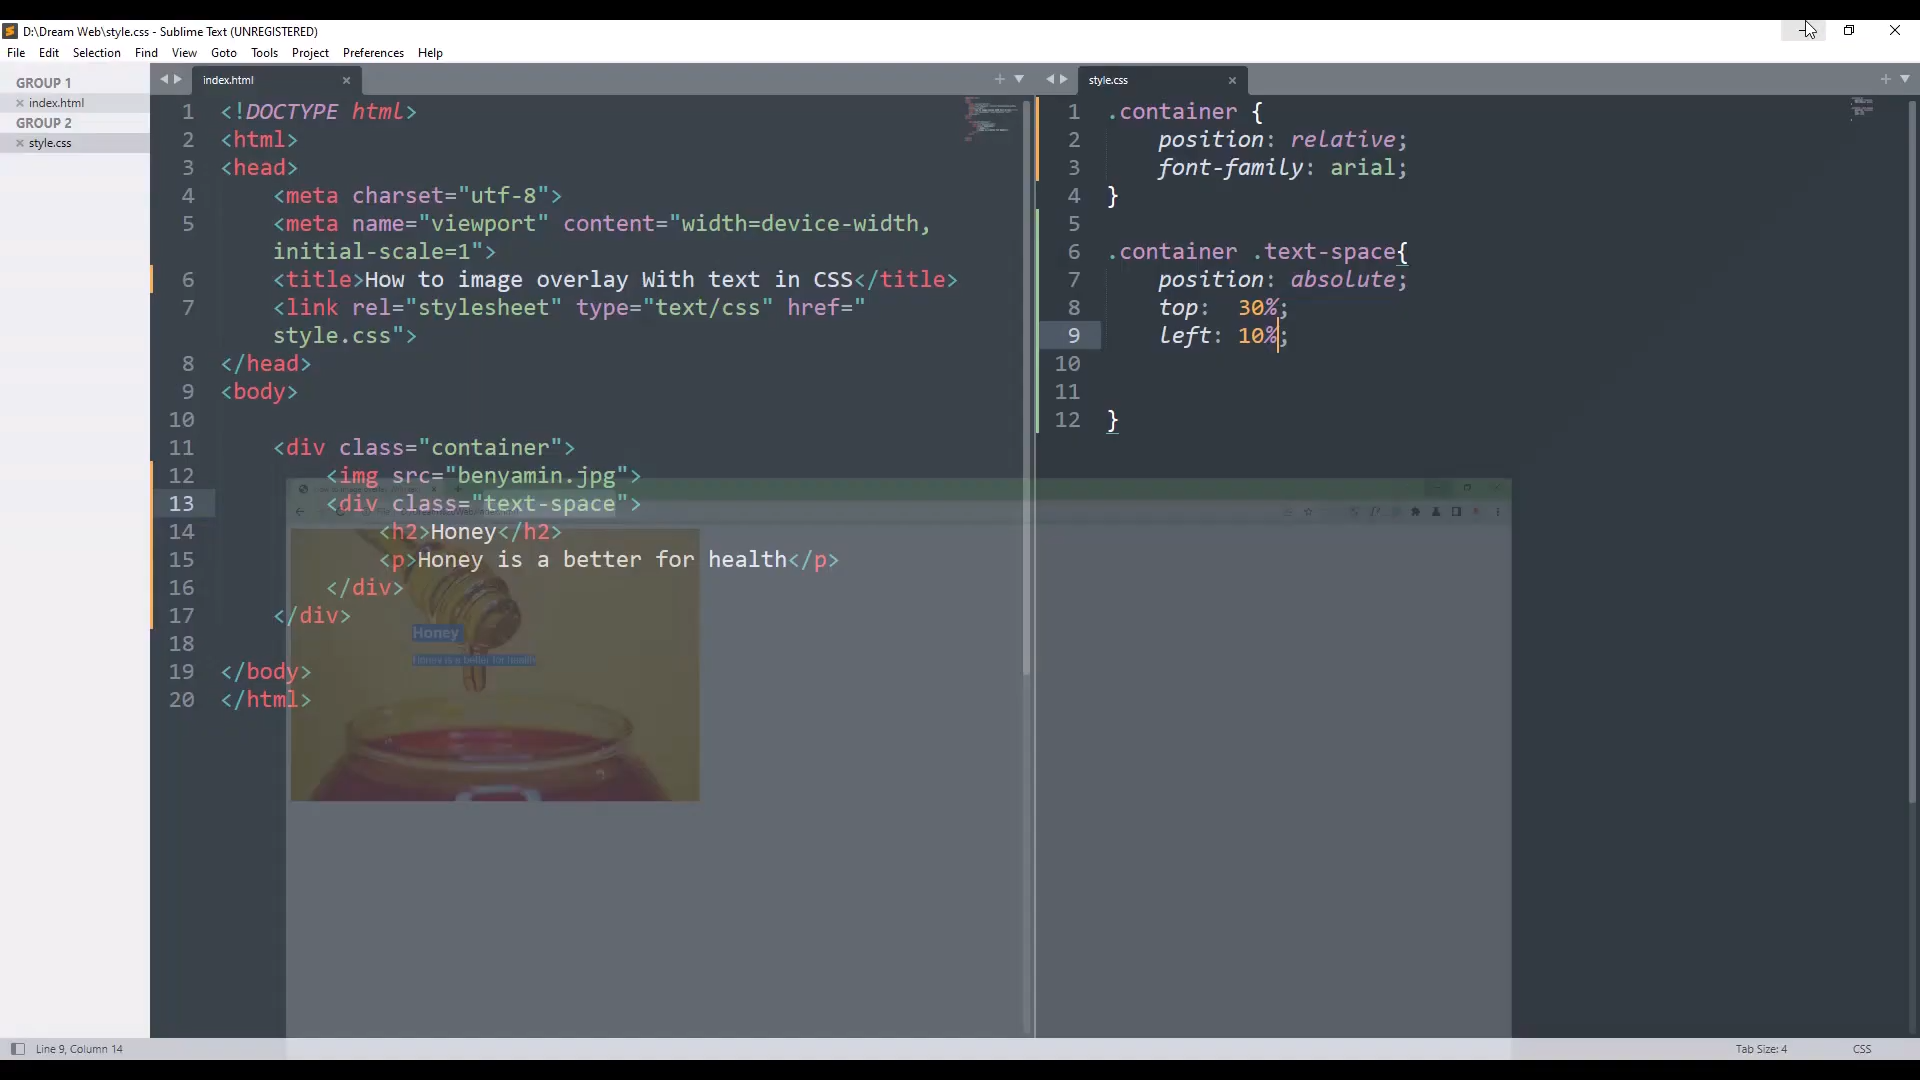 D:\Dream Web\style.css - Sublime Text (UNREGISTERED)
File Edit Selection Find View Goto Tools Project Preferences Help
GROUP 1
index.html
GROUP 2
style.css
index.html
1 <!DOCTYPE html>
2 <html>
3 <head>
4 <meta charset="utf-8">
5 <meta name="viewport" content="width=device-width,
initial-scale=1">
6 <title>How to image overlay With text in CSS</title>
7 <link rel="stylesheet" type="text/css" href="
style.css">
8 </head>
9 <body>
10
11 <div class="container">
12 <img src="benyamin.jpg">
13 <div class="text-space">
14 <h2>Honey</h2>
15 <p>Honey is a better for health</p>
16 </div>
17 </div>
18
19 </body>
20 </html>
Honey
Honey is a better for health
style.css
1 .container {
2 position: relative;
3 font-family: arial;
4 }
5
6 .container .text-space{
7 position: absolute;
8 top:  30%;
9 left: 10%;
10
11
12 }
Line 9, Column 14
Tab Size: 4
CSS